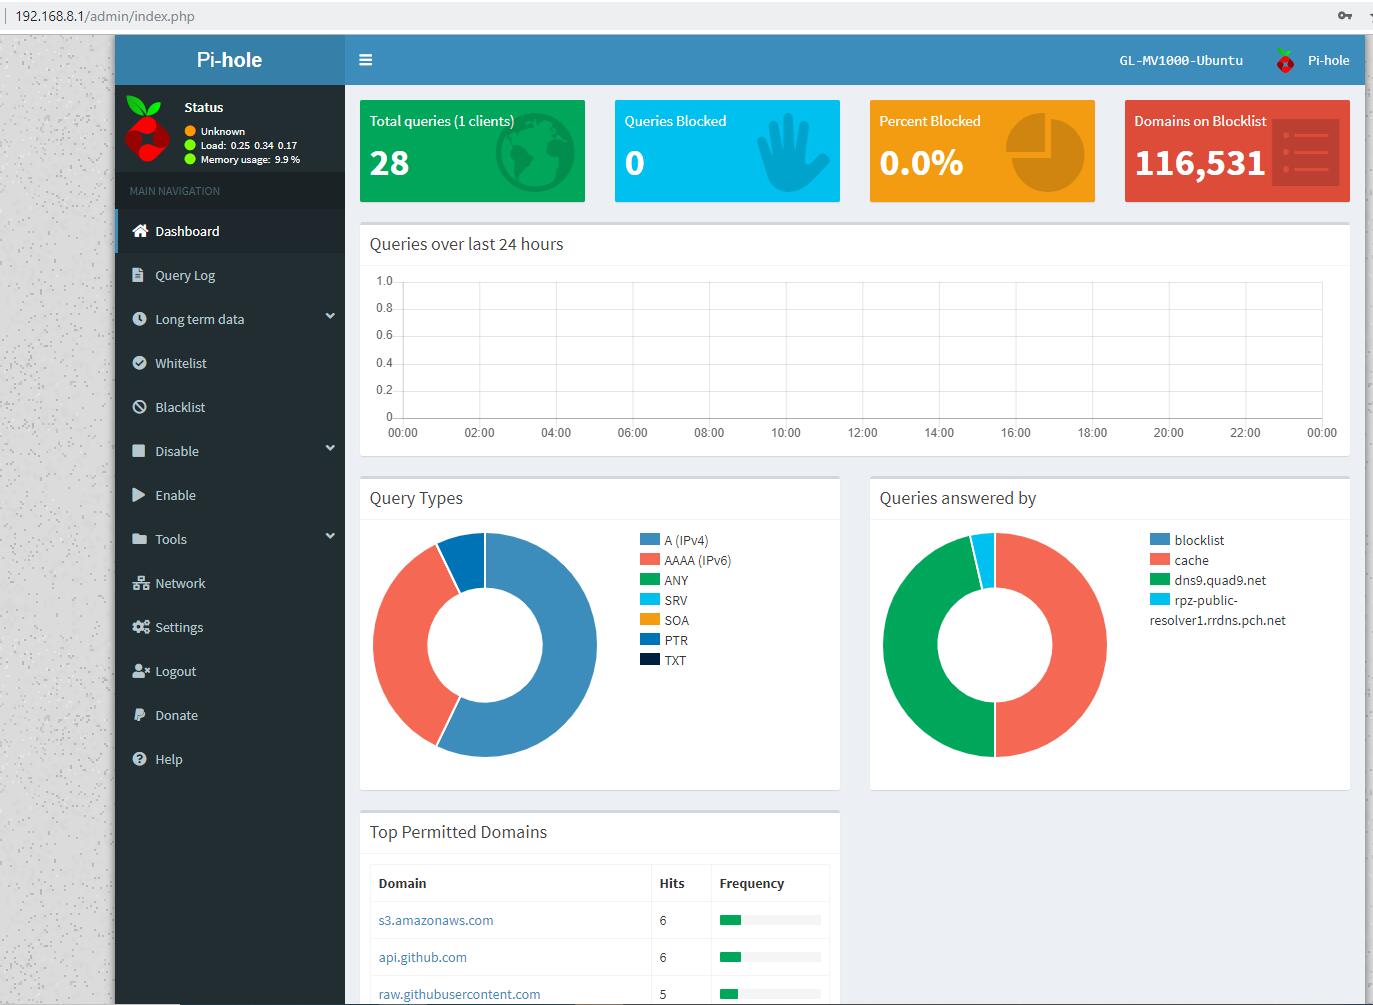 192.168.8.1/admin/index.php
Pi-hole
GL-MV1000-Ubuntu
Pi-hole
Status
Unknown
Load: 0.25 0.34 0.17
Memory usage: 9.9 %
MAIN NAVIGATION
Dashboard
Query Log
Long term data
Whitelist
Blacklist
Disable
Enable
Tools
Network
Settings
Logout
Donate
Help
Total queries (1 clients)
28
Queries Blocked
0
Percent Blocked
0.0%
Domains on Blocklist
116,531
Queries over last 24 hours
1.0
0.8
0.6
0.4
0.2
0
00:00 02:00 04:00 06:00 08:00 10:00 12:00 14:00 16:00 18:00 20:00 22:00 00:00
Query Types
A (IPv4)
AAAA (IPv6)
ANY
SRV
SOA
PTR
TXT
Queries answered by
blocklist
cache
dns9.quad9.net
rpz-public-
resolver1.rrdns.pch.net
Top Permitted Domains
Domain Hits Frequency
s3.amazonaws.com 6
api.github.com 6
raw.githubusercontent.com 5